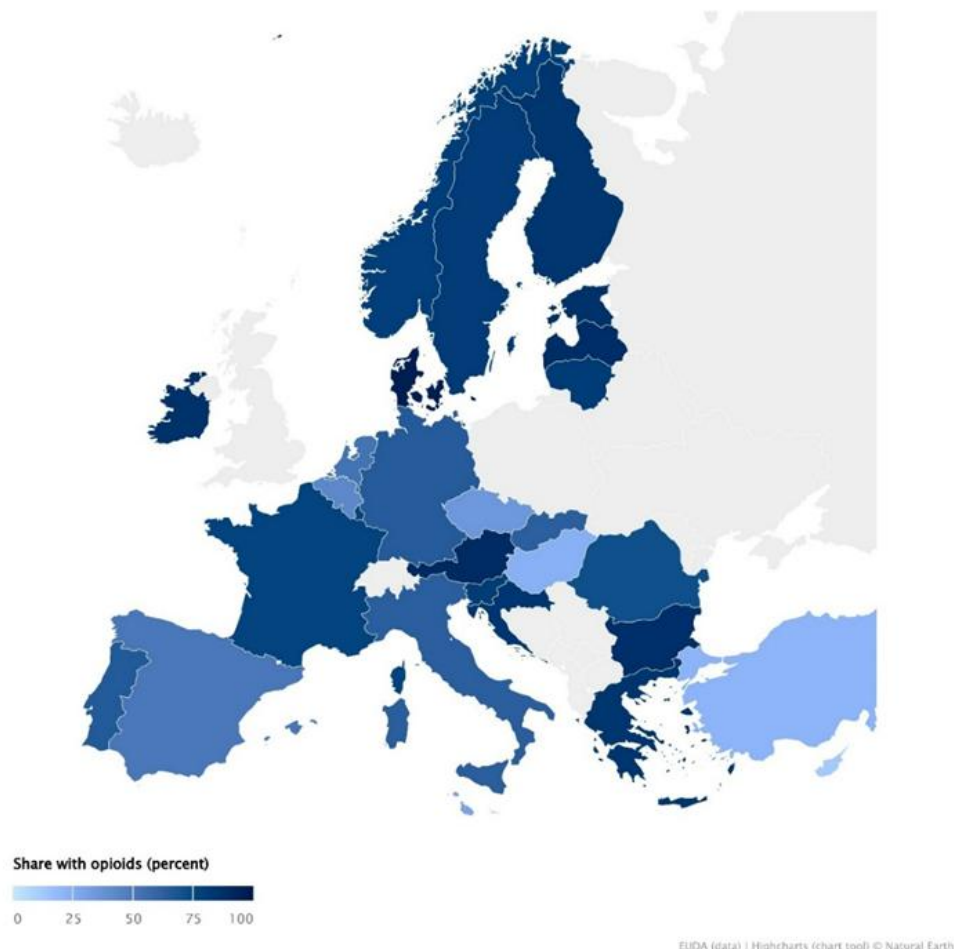 Share with opioids (percent)
0 25 50 75 100
EUDA (data) | Highcharts (chart tool) © Natural Earth